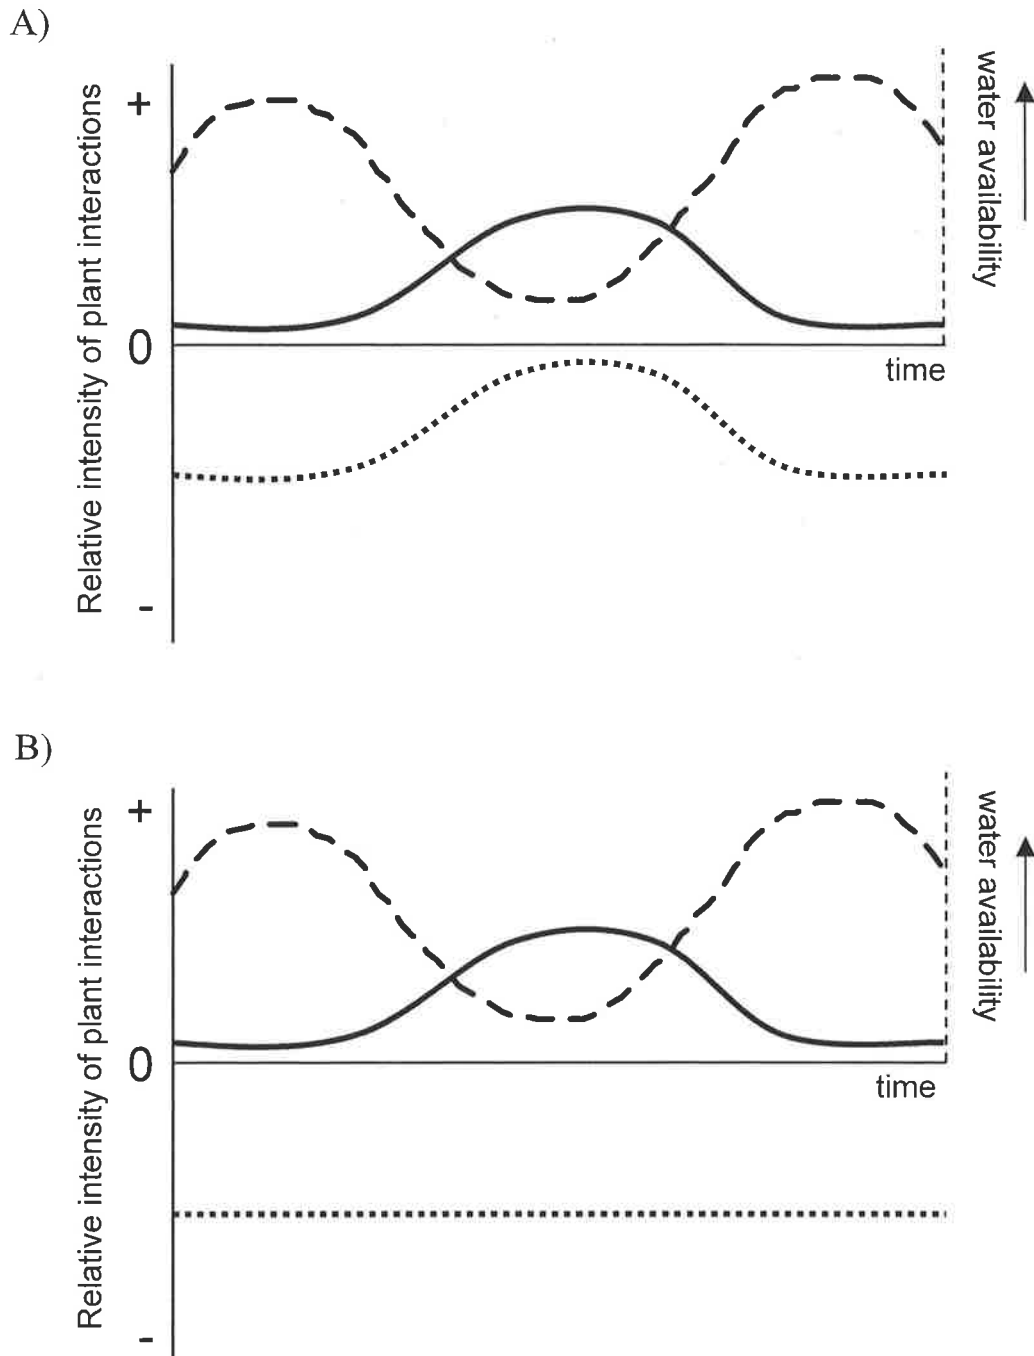 A)
+
0
-
Relative intensity of plant interactions
time
water availability
B)
+
0
-
Relative intensity of plant interactions
time
water availability